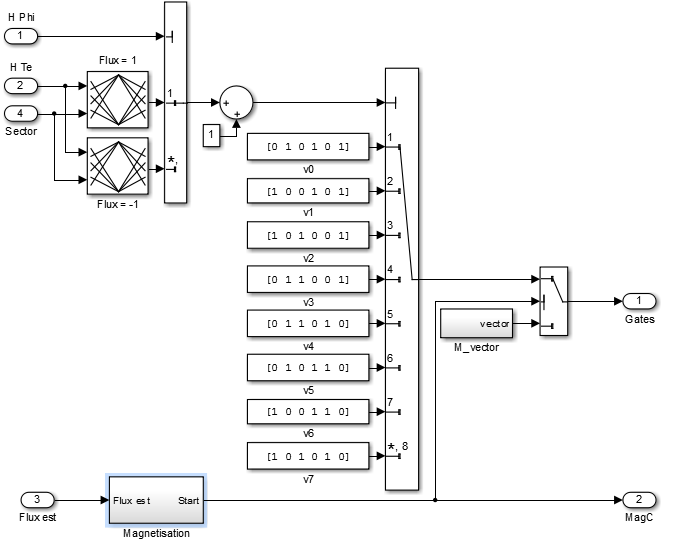 H Phi
1
H Te
2
4
Sector
Flux = 1
Flux = -1
1
*,
+
+
1
[0 1 0 1 0 1]
v0
[1 0 0 1 0 1]
v1
[1 0 1 0 0 1]
v2
[0 1 1 0 0 1]
v3
[0 1 1 0 1 0]
v4
[0 1 0 1 1 0]
v5
[1 0 0 1 1 0]
v6
[1 0 1 0 1 0]
v7
1
2
3
4
5
6
7
*, 8
vector
M_vector
1
Gates
3
Flux est
Flux est Start
Magnetisation
2
MagC